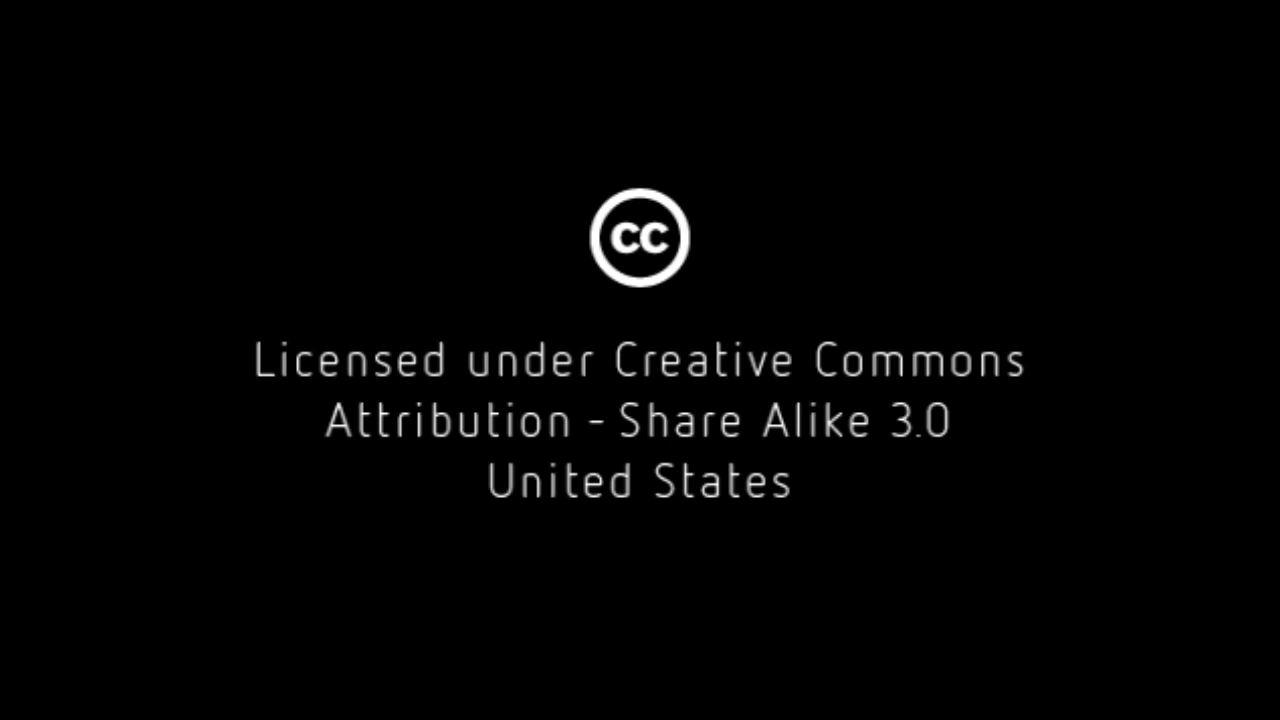 cc
Licensed under Creative Commons
Attribution - Share Alike 3.0
United States